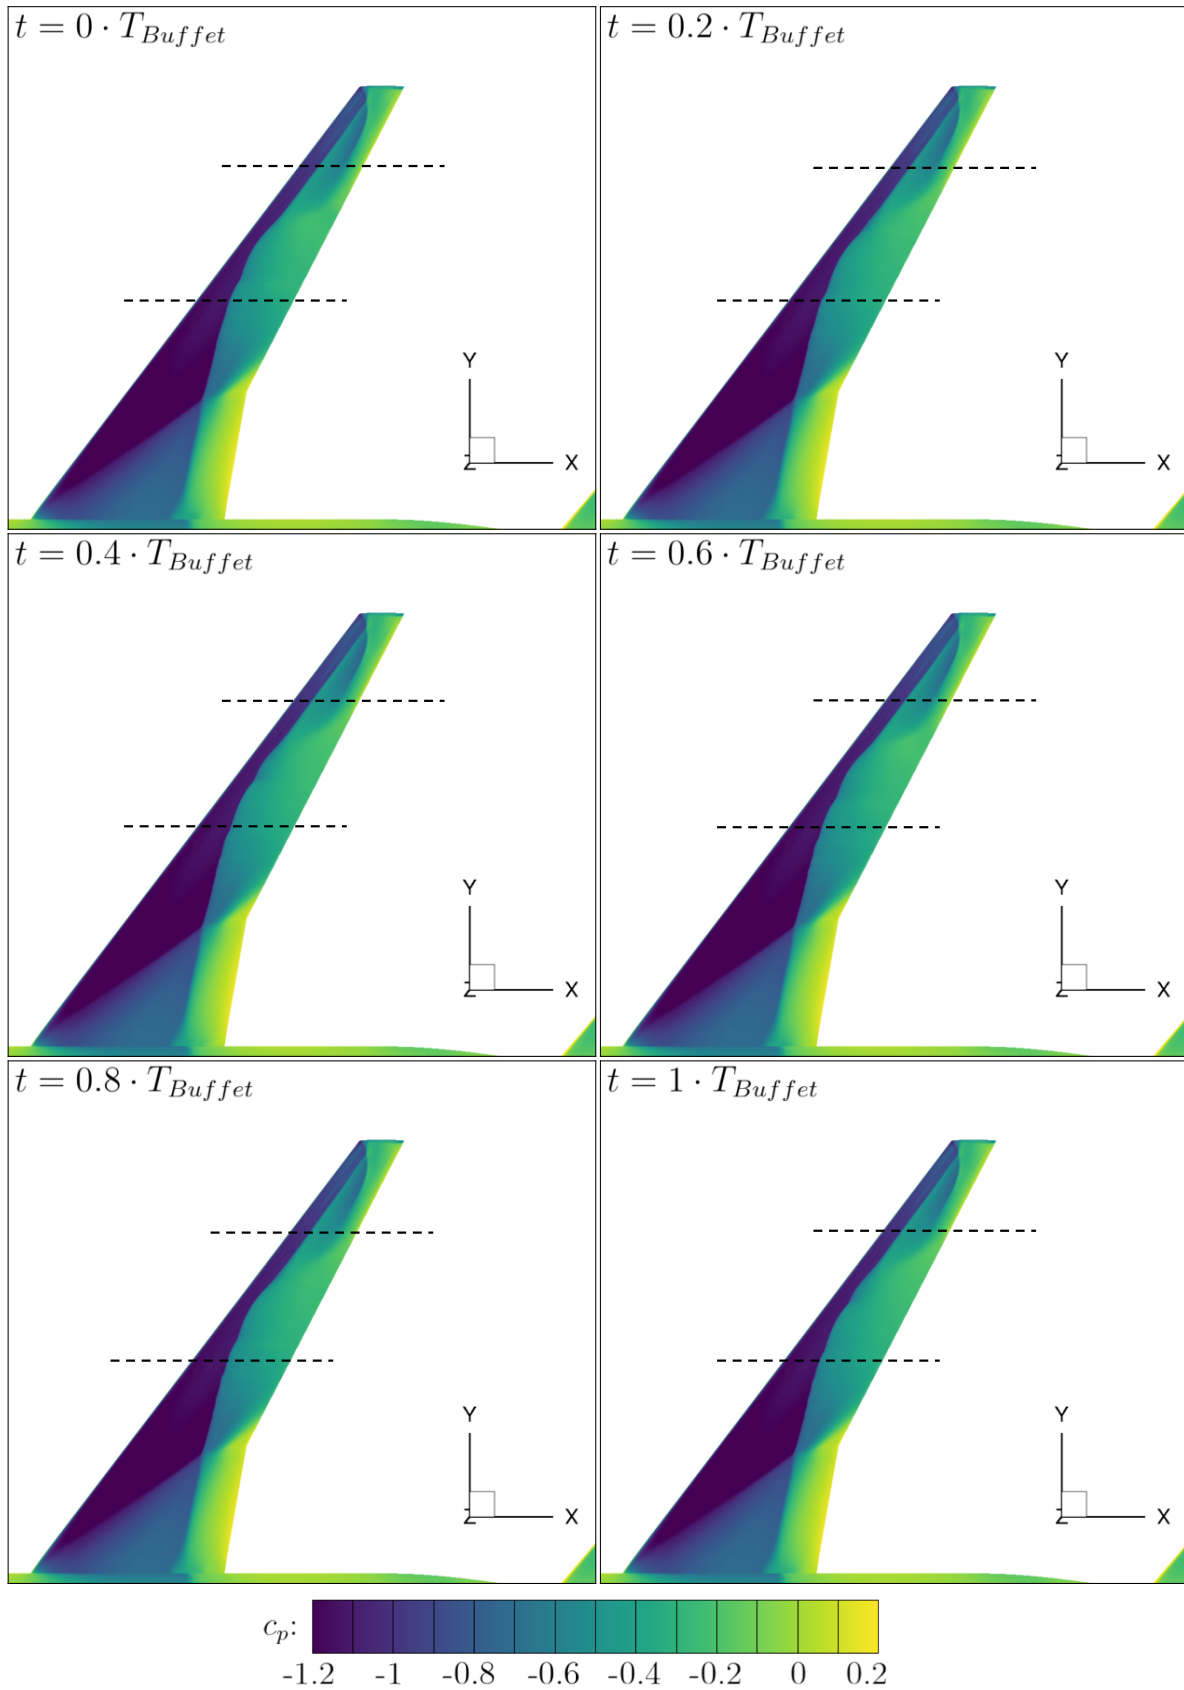 t = 0 · T_Buffet
t = 0.2 · T_Buffet
Y
Z X
Y
Z X
t = 0.4 · T_Buffet
t = 0.6 · T_Buffet
Y
Z X
Y
Z X
t = 0.8 · T_Buffet
t = 1 · T_Buffet
Y
Z X
Y
Z X
c_p:
-1.2 -1 -0.8 -0.6 -0.4 -0.2 0 0.2